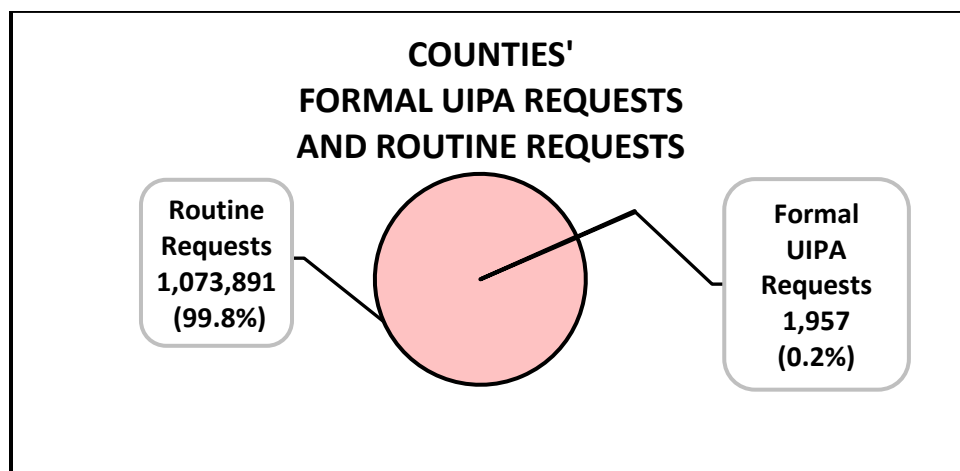 COUNTIES'
FORMAL UIPA REQUESTS
AND ROUTINE REQUESTS
Routine
Requests
1,073,891
(99.8%)
Formal
UIPA
Requests
1,957
(0.2%)